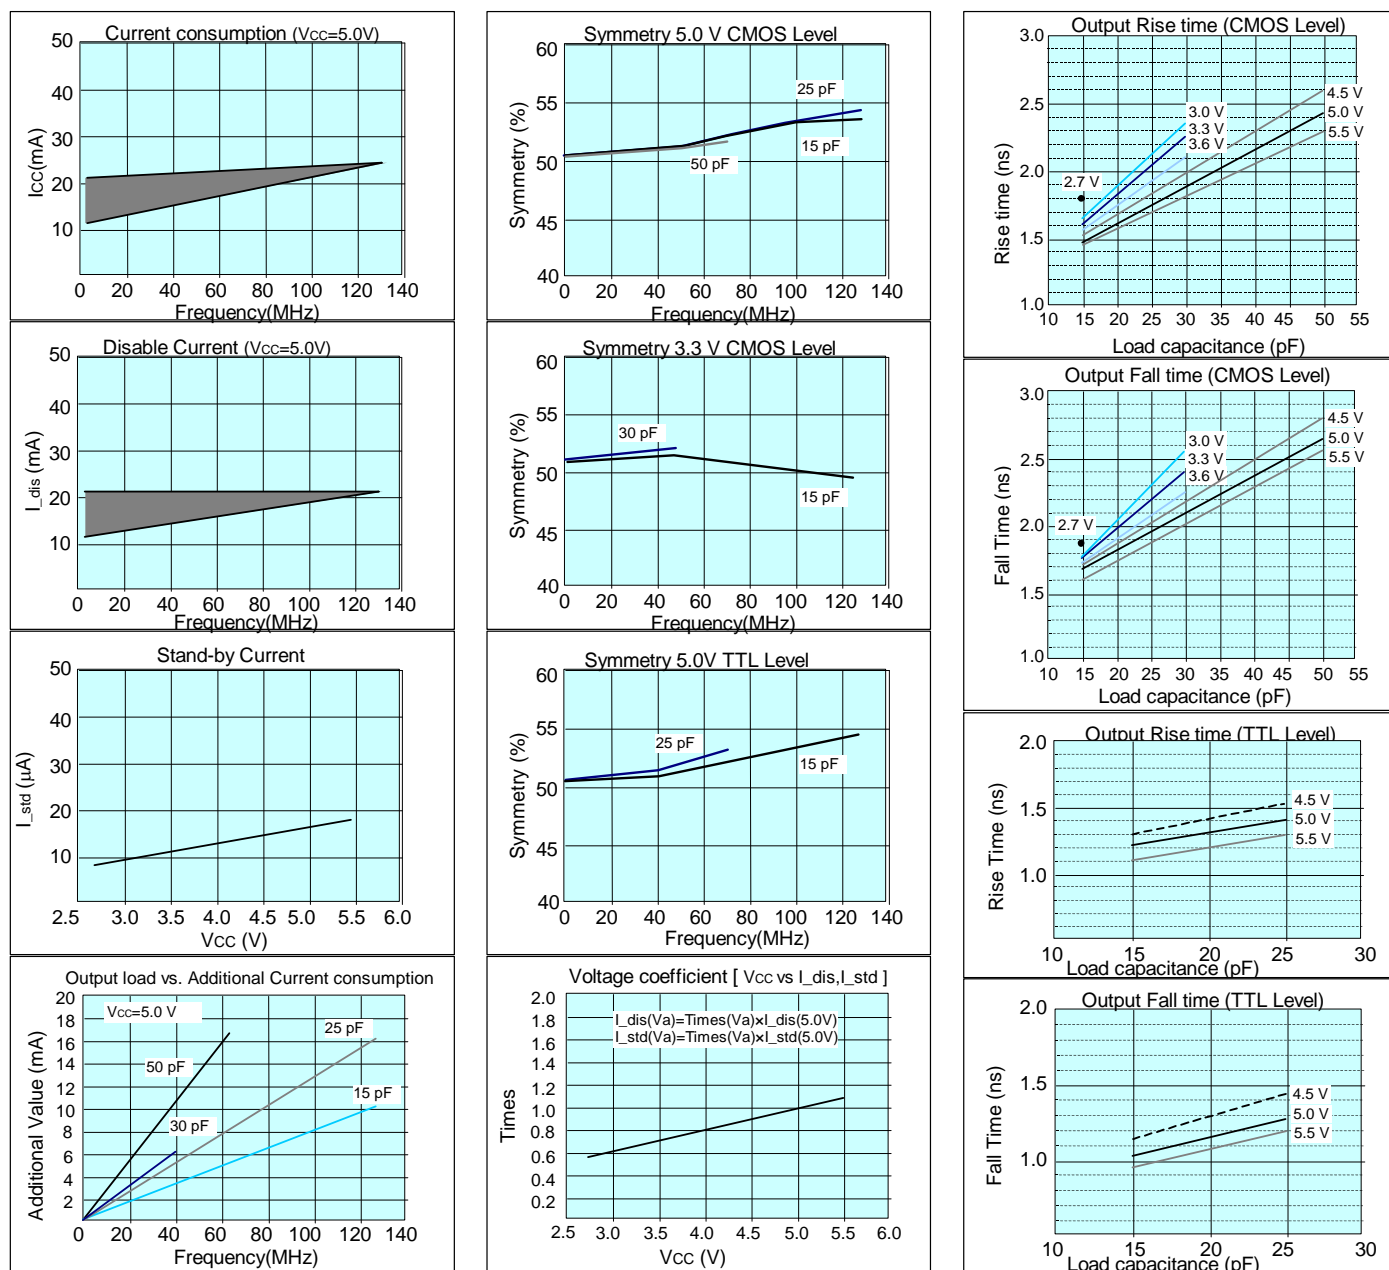 Current consumption (VCC=5.0V)
50
40
30
20
10
ICC(mA)
0 20 40 60 80 100 120 140
Frequency(MHz)
Disable Current (VCC=5.0V)
50
40
30
20
10
I_dis (mA)
0 20 40 60 80 100 120 140
Frequency(MHz)
Stand-by Current
50
40
30
20
10
I_std (μA)
2.5 3.0 3.5 4.0 4.5 5.0 5.5 6.0
VCC (V)
Output load vs. Additional Current consumption
20
18
16
14
12
10
8
6
4
2
Additional Value (mA)
VCC=5.0 V
25 pF
50 pF
15 pF
30 pF
0 20 40 60 80 100 120 140
Frequency(MHz)
Symmetry 5.0 V CMOS Level
60
55
50
45
40
Symmetry (%)
25 pF
15 pF
50 pF
0 20 40 60 80 100 120 140
Frequency(MHz)
Symmetry 3.3 V CMOS Level
60
55
50
45
40
Symmetry (%)
30 pF
15 pF
0 20 40 60 80 100 120 140
Frequency(MHz)
Symmetry 5.0V TTL Level
60
55
50
45
40
Symmetry (%)
25 pF
15 pF
0 20 40 60 80 100 120 140
Frequency(MHz)
Voltage coefficient [ VCC vs I_dis,I_std ]
2.0
1.8
1.6
1.4
1.2
1.0
0.8
0.6
0.4
0.2
Times
I_dis(Va)=Times(Va)×I_dis(5.0V)
I_std(Va)=Times(Va)×I_std(5.0V)
2.5 3.0 3.5 4.0 4.5 5.0 5.5 6.0
VCC (V)
Output Rise time (CMOS Level)
3.0
2.5
2.0
1.5
1.0
Rise time (ns)
4.5 V
5.0 V
5.5 V
3.0 V
3.3 V
3.6 V
2.7 V
10 15 20 25 30 35 40 45 50 55
Load capacitance (pF)
Output Fall time (CMOS Level)
3.0
2.5
2.0
1.5
1.0
Fall Time (ns)
4.5 V
5.0 V
5.5 V
3.0 V
3.3 V
3.6 V
2.7 V
10 15 20 25 30 35 40 45 50 55
Load capacitance (pF)
Output Rise time (TTL Level)
2.0
1.5
1.0
Rise Time (ns)
4.5 V
5.0 V
5.5 V
10 15 20 25 30
Load capacitance (pF)
Output Fall time (TTL Level)
2.0
1.5
1.0
Fall Time (ns)
4.5 V
5.0 V
5.5 V
10 15 20 25 30
Load capacitance (pF)